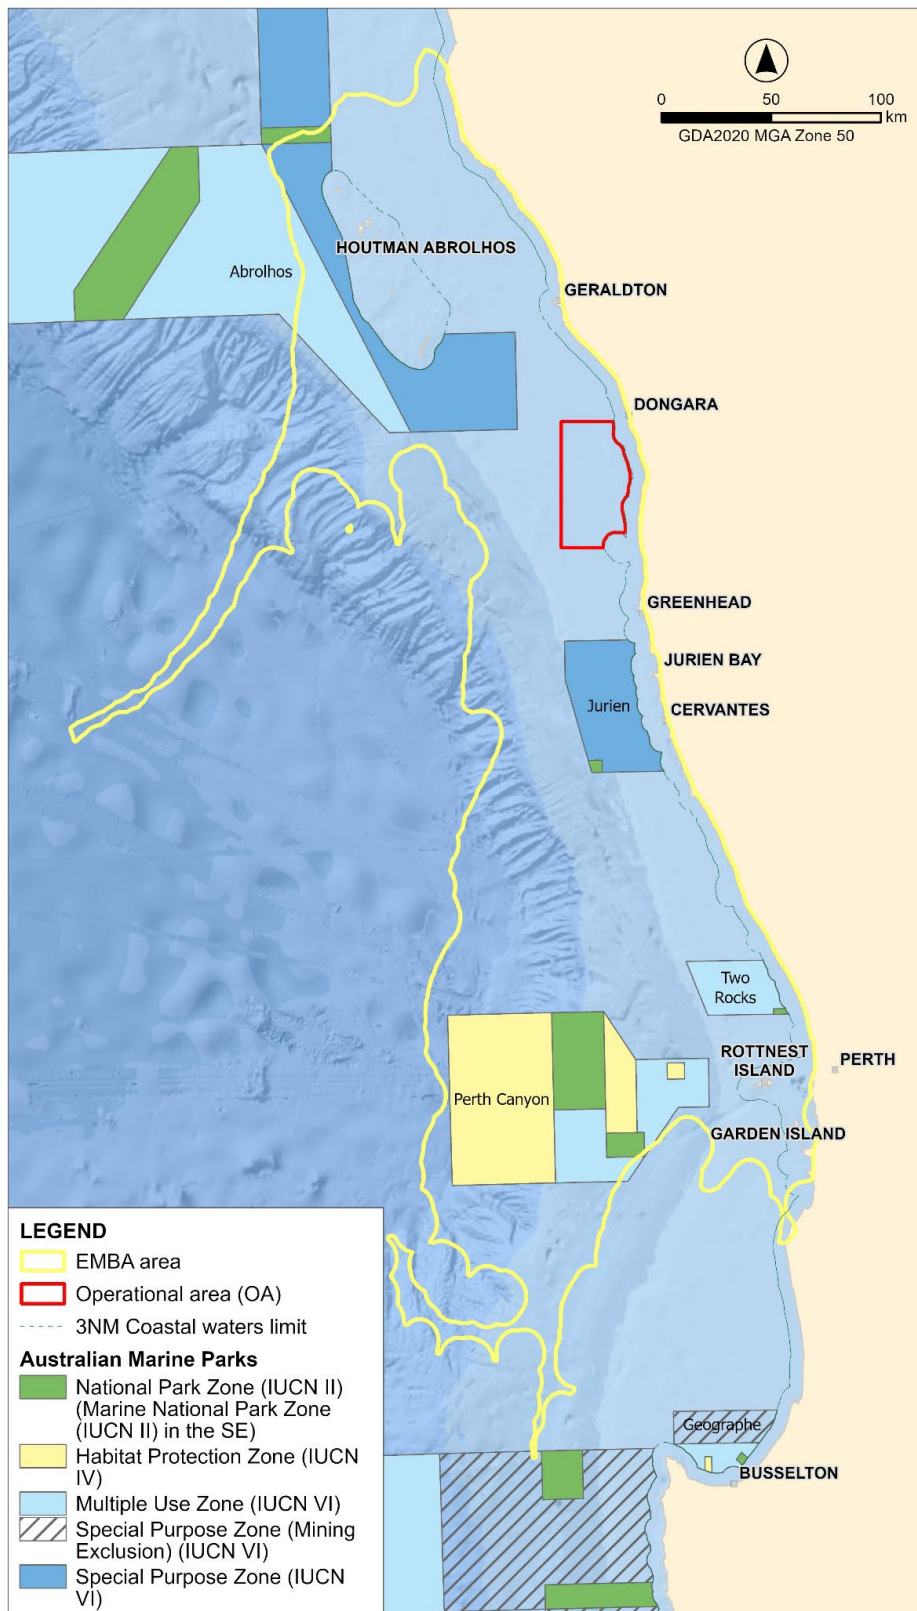 0 50 100
km
GDA2020 MGA Zone 50
HOUTMAN ABROLHOS
Abrolhos
GERALDTON
DONGARA
GREENHEAD
JURIEN BAY
Jurien
CERVANTES
Two
Rocks
ROTTNEST
ISLAND
PERTH
Perth Canyon
GARDEN ISLAND
Geographe
BUSSELTON
LEGEND
EMBA area
Operational area (OA)
3NM Coastal waters limit
Australian Marine Parks
National Park Zone (IUCN II)
(Marine National Park Zone
(IUCN II) in the SE)
Habitat Protection Zone (IUCN
IV)
Multiple Use Zone (IUCN VI)
Special Purpose Zone (Mining
Exclusion) (IUCN VI)
Special Purpose Zone (IUCN
VI)